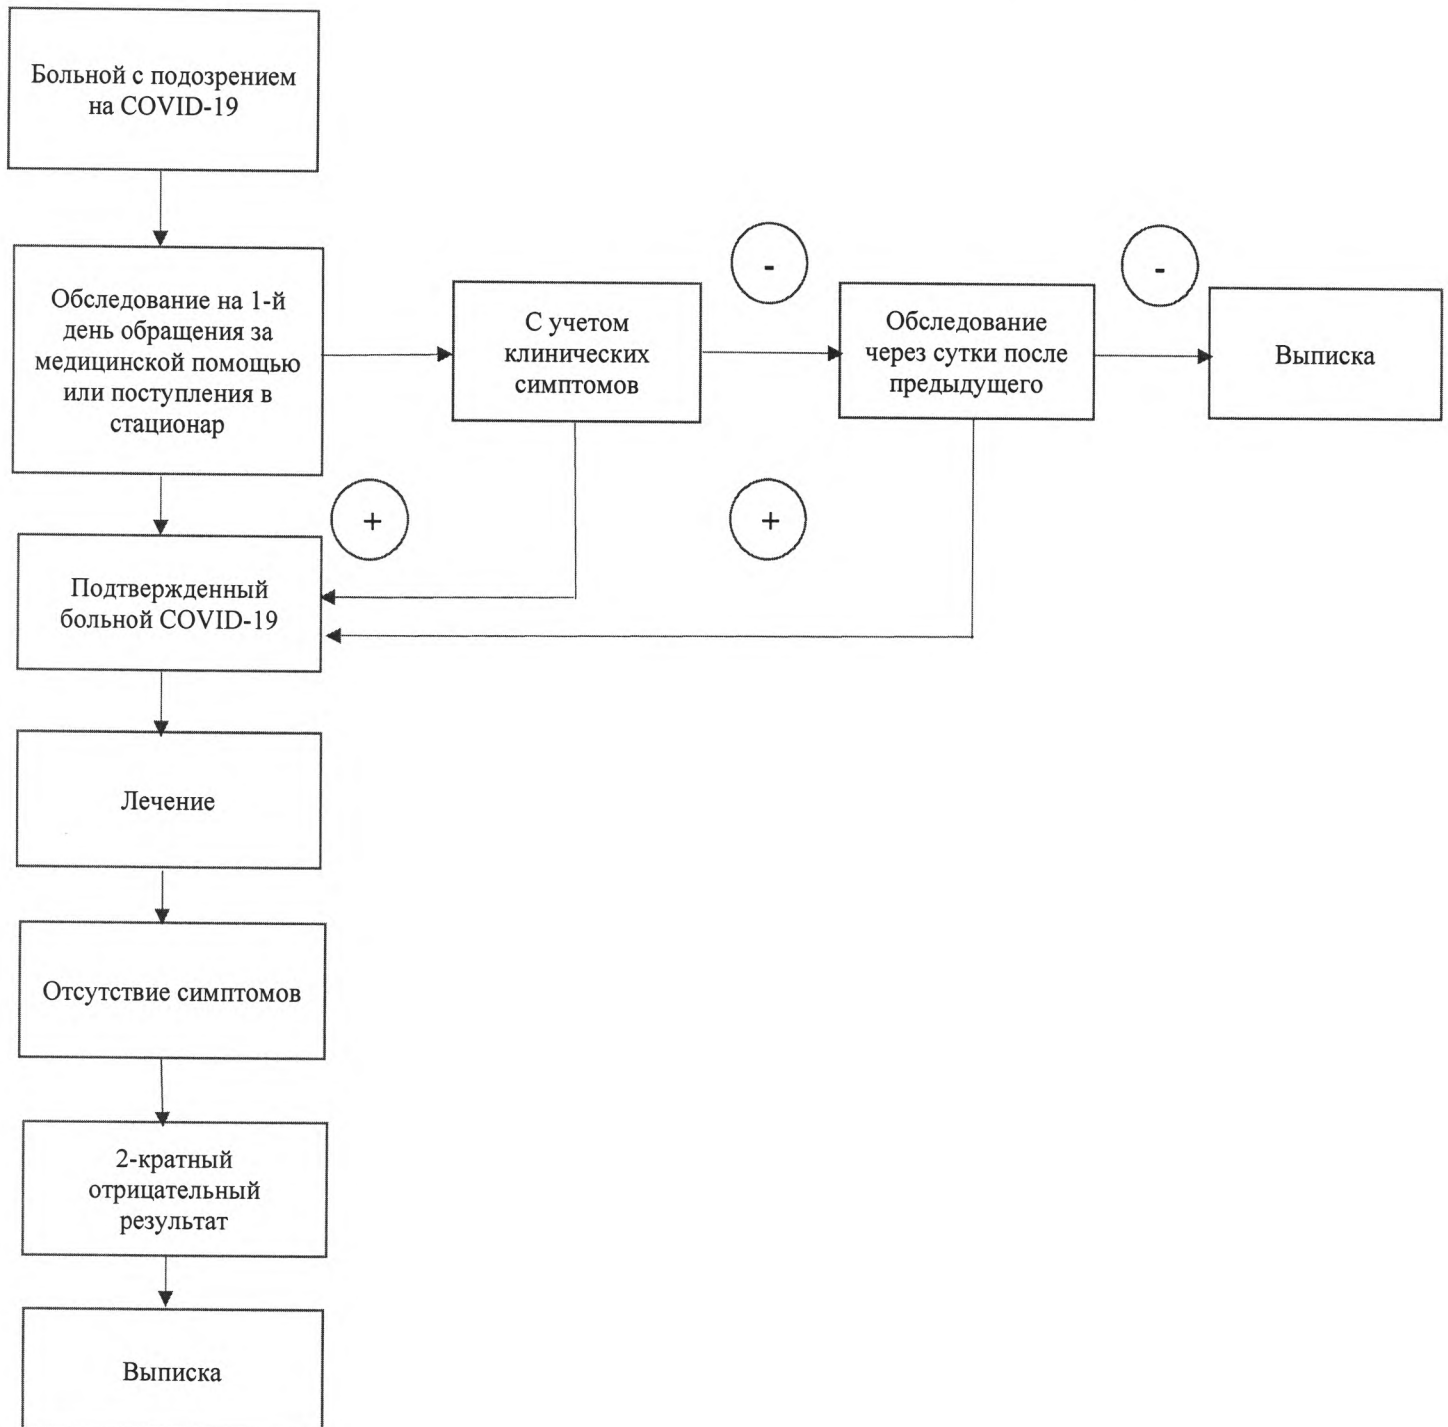 Больной с подозрением
на COVID-19
Обследование на 1-й
день обращения за
медицинской помощью
или поступления в
стационар
С учетом
клинических
симптомов
-
Обследование
через сутки после
предыдущего
-
Выписка
+
+
Подтвержденный
больной COVID-19
Лечение
Отсутствие симптомов
2-кратный
отрицательный
результат
Выписка